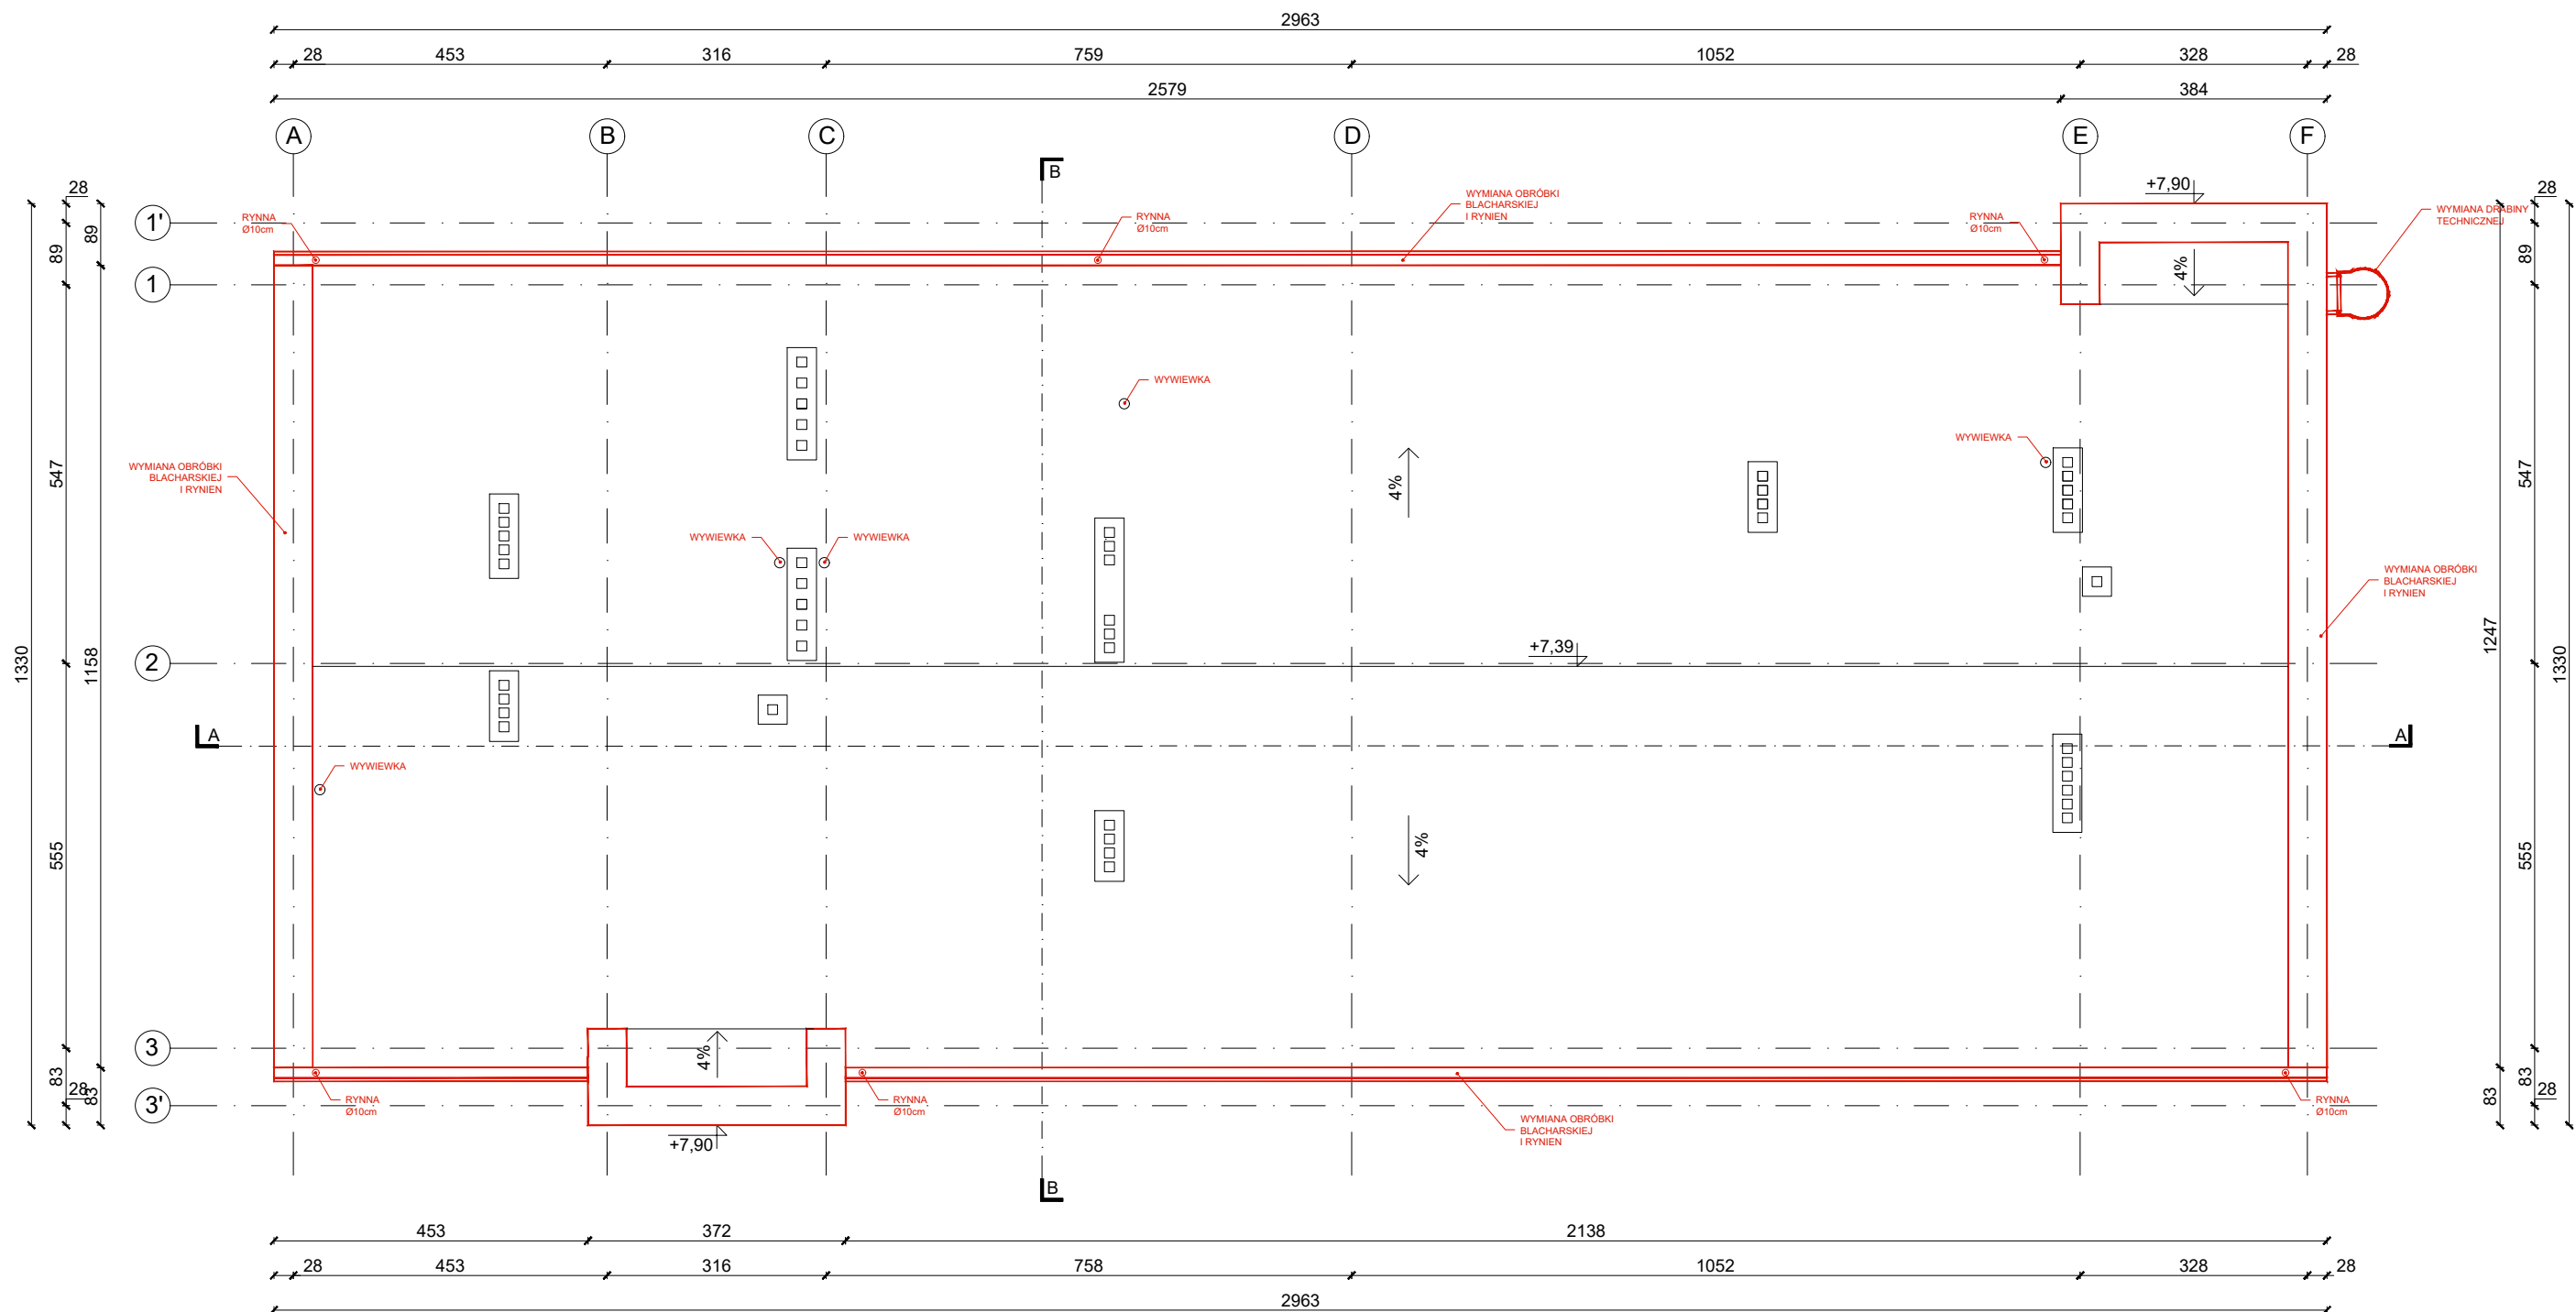 2963
28 453 316 759 1052 328 28
2579 384
A B C D E F
B
+7,90
28 28
1' 1'
RYNNA
Ø10cm
RYNNA
Ø10cm
WYMIANA OBRÓBKI
BLACHARSKIEJ
I RYNIEN
RYNNA
Ø10cm
WYMIANA DRABINY
TECHNICZNEJ
89 89 89
1
4%
WYWIEWKA
WYWIEWKA
WYMIANA OBRÓBKI
BLACHARSKIEJ
I RYNIEN
547 547
4%
WYWIEWKA WYWIEWKA
WYMIANA OBRÓBKI
BLACHARSKIEJ
I RYNIEN
1330 1158 1247 1330
2
+7,39
A A
WYWIEWKA
555 555
4%
3
4%
83 83 83 83
28 28
3'
RYNNA
Ø10cm
RYNNA
Ø10cm
RYNNA
Ø10cm
WYMIANA OBRÓBKI
BLACHARSKIEJ
I RYNIEN
+7,90
B
453 372 2138
28 453 316 758 1052 328 28
2963